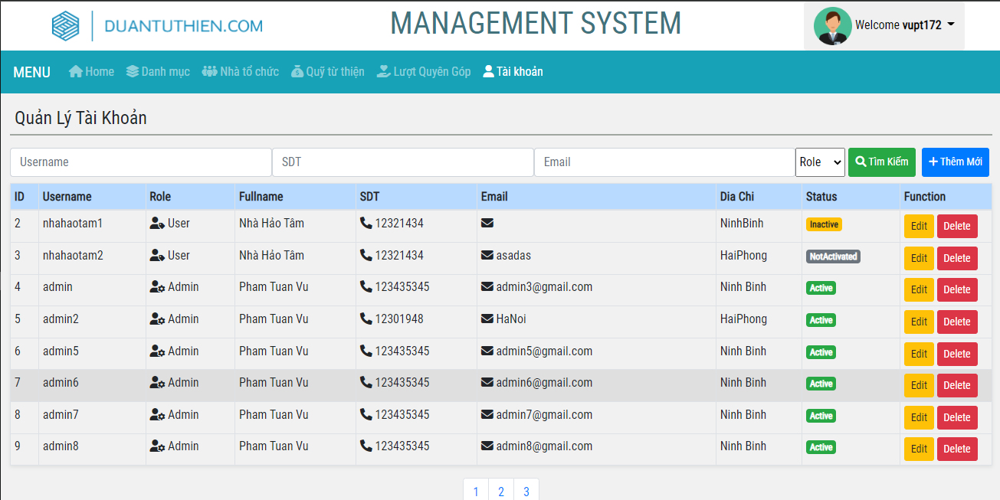 DUANTUTHIEN.COM MANAGEMENT SYSTEM Welcome vupt172
MENU Home Danh mục Nhà tổ chức Quỹ từ thiện Lượt Quyên Góp Tài khoản
Quản Lý Tài Khoản
Username SDT Email Role Tìm Kiếm + Thêm Mới
ID Username Role Fullname SDT Email Dia Chi Status Function
2 nhahaotam1 User Nhà Hảo Tâm 12321434 NinhBinh Inactive Edit Delete
3 nhahaotam2 User Nhà Hảo Tâm 12321434 asadas HaiPhong NotActivated Edit Delete
4 admin Admin Pham Tuan Vu 123435345 admin3@gmail.com Ninh Binh Active Edit Delete
5 admin2 Admin Pham Tuan Vu 12301948 HaNoi HaiPhong Active Edit Delete
6 admin5 Admin Pham Tuan Vu 123435345 admin5@gmail.com Ninh Binh Active Edit Delete
7 admin6 Admin Pham Tuan Vu 123435345 admin6@gmail.com Ninh Binh Active Edit Delete
8 admin7 Admin Pham Tuan Vu 123435345 admin7@gmail.com Ninh Binh Active Edit Delete
9 admin8 Admin Pham Tuan Vu 123435345 admin8@gmail.com Ninh Binh Active Edit Delete
1 2 3